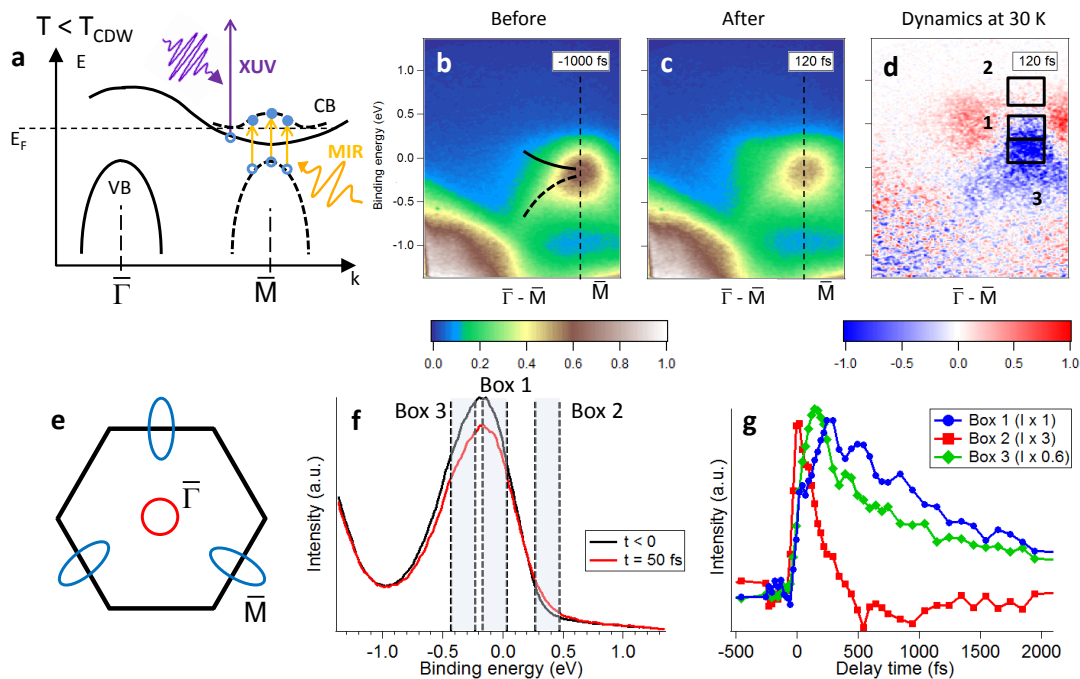 T < T_CDW
a
E
XUV
CB
E_F
MIR
VB
Γ̅
M̅
k
Before
After
Dynamics at 30 K
b
-1000 fs
c
120 fs
d
120 fs
2
1
3
Binding energy (eV)
1.0
0.5
0.0
-0.5
-1.0
Γ̅ - M̅
M̅
Γ̅ - M̅
M̅
Γ̅ - M̅
0.0 0.2 0.4 0.6 0.8 1.0
-1.0 -0.5 0.0 0.5 1.0
e
Γ̅
M̅
f
Box 3
Box 1
Box 2
Intensity (a.u.)
t < 0
t = 50 fs
-1.0 -0.5 0.0 0.5 1.0
Binding energy (eV)
g
Box 1 (I x 1)
Box 2 (I x 3)
Box 3 (I x 0.6)
Intensity (a.u.)
-500 0 500 1000 1500 2000
Delay time (fs)